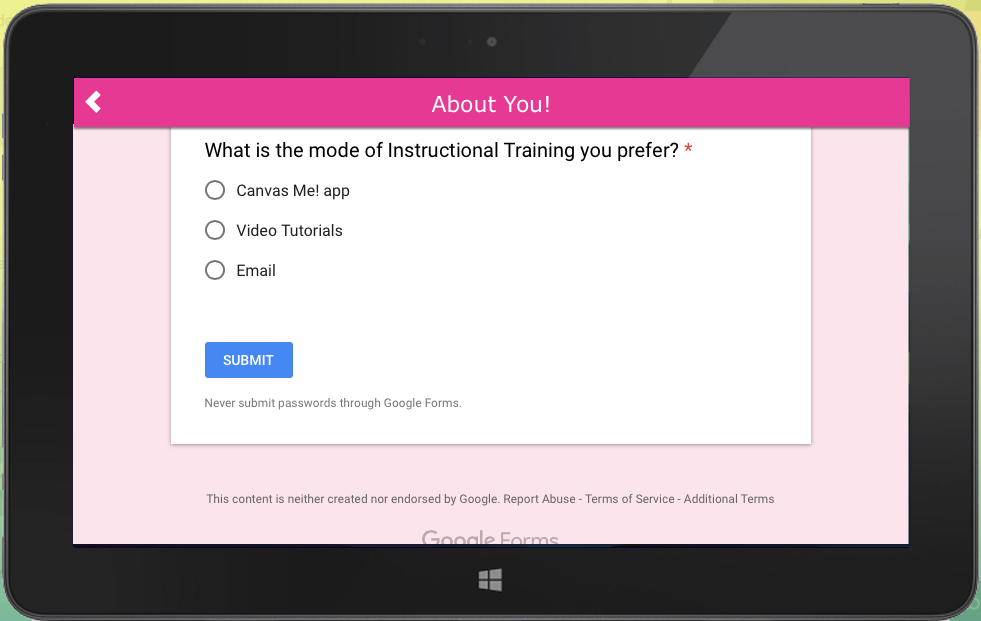 About You!
What is the mode of Instructional Training you prefer? *
Canvas Me! app
Video Tutorials
Email
SUBMIT
Never submit passwords through Google Forms.
This content is neither created nor endorsed by Google. Report Abuse - Terms of Service - Additional Terms
Google Forms